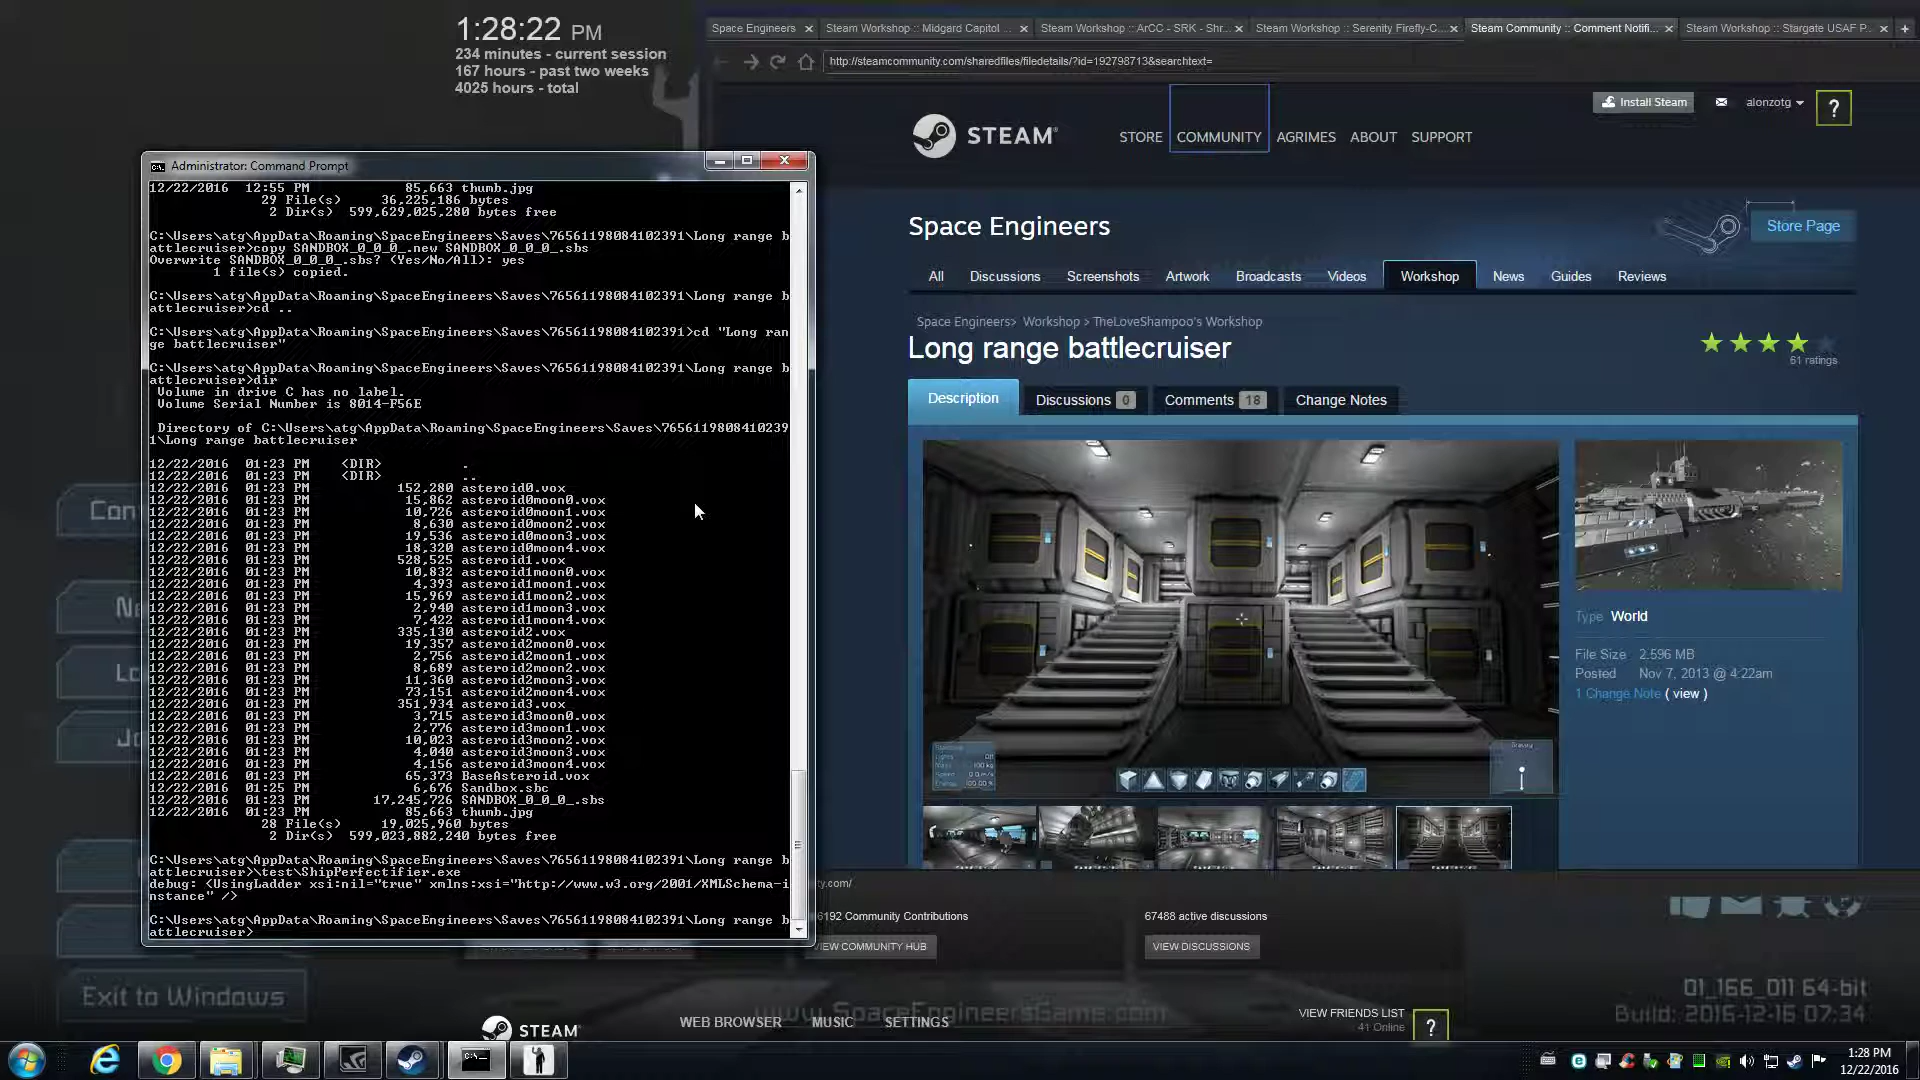 1:28:22 PM
234 minutes - current session
167 hours - past two weeks
4025 hours - total
Space Engineers
Steam Workshop :: Midgard Capitol ...
Steam Workshop :: ArCC - SRK - Shr...
Steam Workshop :: Serenity Firefly-C...
Steam Community :: Comment Notifi...
Steam Workshop :: Stargate USAF P...
http://steamcommunity.com/sharedfiles/filedetails/?id=192798713&searchtext=
Install Steam
alonzotg
?
STEAM
STORE COMMUNITY AGRIMES ABOUT SUPPORT
Space Engineers
Store Page
All Discussions Screenshots Artwork Broadcasts Videos Workshop News Guides Reviews
Space Engineers> Workshop > TheLoveShampoo's Workshop
Long range battlecruiser
61 ratings
Description Discussions 0 Comments 18 Change Notes
Type World
File Size 2.596 MB
Posted Nov 7, 2013 @ 4:22am
1 Change Note ( view )
Administrator: Command Prompt
12/22/2016 12:55 PM 85,663 thumb.jpg
29 File(s) 36,225,186 bytes
2 Dir(s) 599,629,025,280 bytes free
C:\Users\atg\AppData\Roaming\SpaceEngineers\Saves\76561198084102391\Long range b
attlecruiser>copy SANDBOX_0_0_0_.new SANDBOX_0_0_0_.sbs
Overwrite SANDBOX_0_0_0_.sbs? (Yes/No/All): yes
1 file(s) copied.
C:\Users\atg\AppData\Roaming\SpaceEngineers\Saves\76561198084102391\Long range b
attlecruiser>cd ..
C:\Users\atg\AppData\Roaming\SpaceEngineers\Saves\76561198084102391>cd "Long ran
ge battlecruiser"
C:\Users\atg\AppData\Roaming\SpaceEngineers\Saves\76561198084102391\Long range b
attlecruiser>dir
Volume in drive C has no label.
Volume Serial Number is 8014-F56E
Directory of C:\Users\atg\AppData\Roaming\SpaceEngineers\Saves\7656119808410239
1\Long range battlecruiser
12/22/2016 01:23 PM <DIR> .
12/22/2016 01:23 PM <DIR> ..
12/22/2016 01:23 PM 152,280 asteroid0.vox
12/22/2016 01:23 PM 15,862 asteroid0moon0.vox
12/22/2016 01:23 PM 10,726 asteroid0moon1.vox
12/22/2016 01:23 PM 8,630 asteroid0moon2.vox
12/22/2016 01:23 PM 19,536 asteroid0moon3.vox
12/22/2016 01:23 PM 18,320 asteroid0moon4.vox
12/22/2016 01:23 PM 528,525 asteroid1.vox
12/22/2016 01:23 PM 10,832 asteroid1moon0.vox
12/22/2016 01:23 PM 4,393 asteroid1moon1.vox
12/22/2016 01:23 PM 15,969 asteroid1moon2.vox
12/22/2016 01:23 PM 2,940 asteroid1moon3.vox
12/22/2016 01:23 PM 7,422 asteroid1moon4.vox
12/22/2016 01:23 PM 335,130 asteroid2.vox
12/22/2016 01:23 PM 19,357 asteroid2moon0.vox
12/22/2016 01:23 PM 2,756 asteroid2moon1.vox
12/22/2016 01:23 PM 8,689 asteroid2moon2.vox
12/22/2016 01:23 PM 11,360 asteroid2moon3.vox
12/22/2016 01:23 PM 73,151 asteroid2moon4.vox
12/22/2016 01:23 PM 351,934 asteroid3.vox
12/22/2016 01:23 PM 3,715 asteroid3moon0.vox
12/22/2016 01:23 PM 2,776 asteroid3moon1.vox
12/22/2016 01:23 PM 10,023 asteroid3moon2.vox
12/22/2016 01:23 PM 4,040 asteroid3moon3.vox
12/22/2016 01:23 PM 4,156 asteroid3moon4.vox
12/22/2016 01:23 PM 65,373 BaseAsteroid.vox
12/22/2016 01:25 PM 6,676 Sandbox.sbc
12/22/2016 01:23 PM 17,245,726 SANDBOX_0_0_0_.sbs
12/22/2016 01:23 PM 85,663 thumb.jpg
28 File(s) 19,025,960 bytes
2 Dir(s) 599,023,882,240 bytes free
C:\Users\atg\AppData\Roaming\SpaceEngineers\Saves\76561198084102391\Long range b
attlecruiser>\test\ShipPerfectifier.exe
debug: <UsingLadder xsi:nil="true" xmlns:xsi="http://www.w3.org/2001/XMLSchema-i
nstance" />
C:\Users\atg\AppData\Roaming\SpaceEngineers\Saves\76561198084102391\Long range b
attlecruiser>
ty.com/
6192 Community Contributions
67488 active discussions
VIEW COMMUNITY HUB
VIEW DISCUSSIONS
Exit to Windows
www.SpaceEngineersGame.com
01_166_011 64-bit
Build: 2016-12-16 07:34
STEAM
WEB BROWSER MUSIC SETTINGS
VIEW FRIENDS LIST
41 Online
?
1:28 PM
12/22/2016